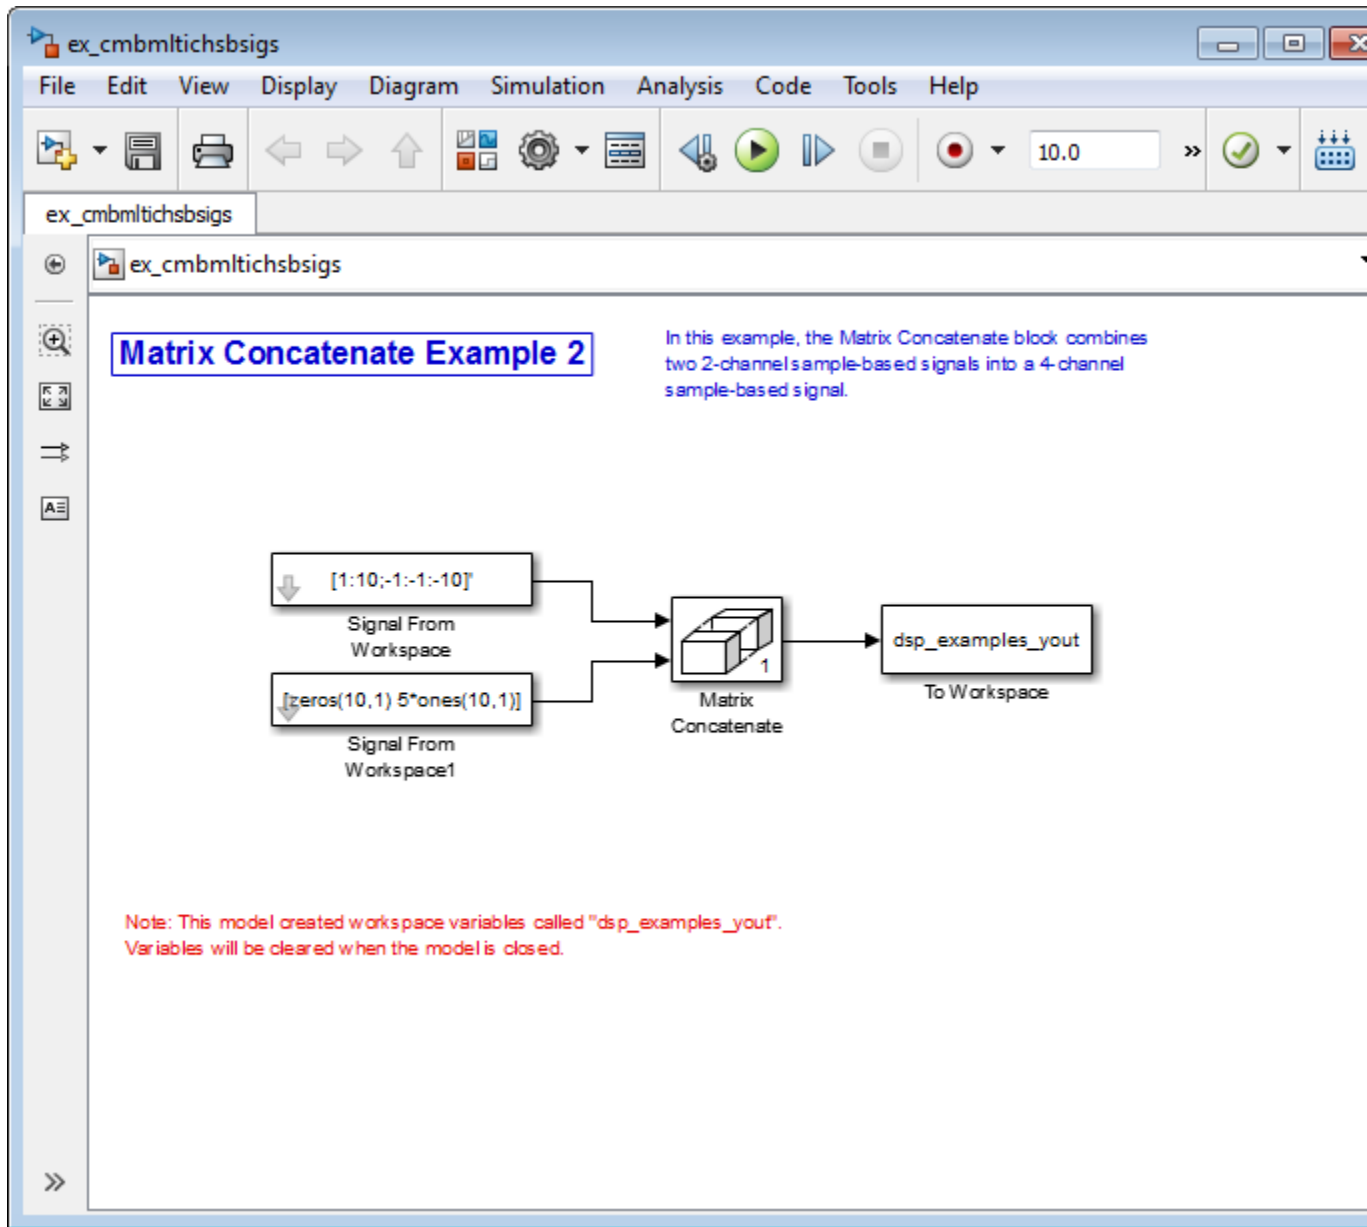 ex_cmbmltichsbsigs
File Edit View Display Diagram Simulation Analysis Code Tools Help
10.0
ex_cmbmltichsbsigs
ex_cmbmltichsbsigs
Matrix Concatenate Example 2
In this example, the Matrix Concatenate block combines
two 2-channel sample-based signals into a 4-channel
sample-based signal.
[1:10;-1:-1:-10]'
Signal From
Workspace
[zeros(10,1) 5*ones(10,1)]
Signal From
Workspace1
1
Matrix
Concatenate
dsp_examples_yout
To Workspace
Note: This model created workspace variables called "dsp_examples_yout".
Variables will be cleared when the model is closed.